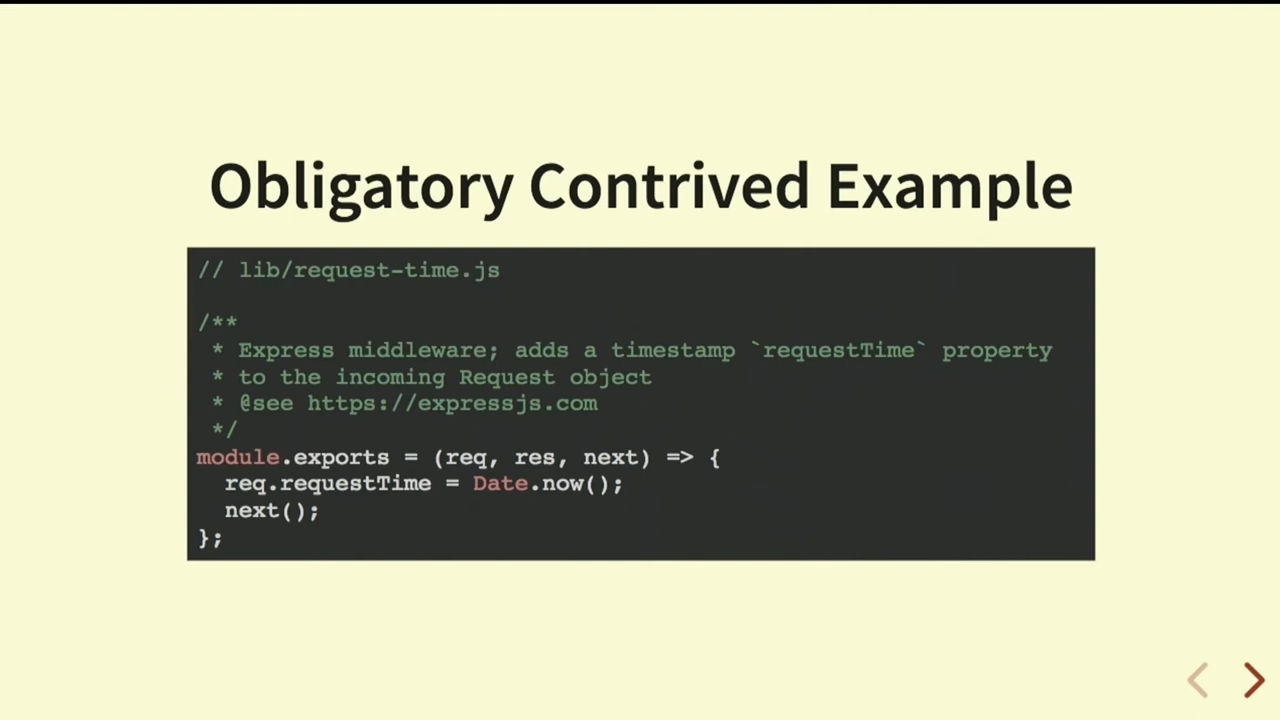 Obligatory Contrived Example
// lib/request-time.js
/**
 * Express middleware; adds a timestamp `requestTime` property
 * to the incoming Request object
 * @see https://expressjs.com
 */
module.exports = (req, res, next) => {
  req.requestTime = Date.now();
  next();
};